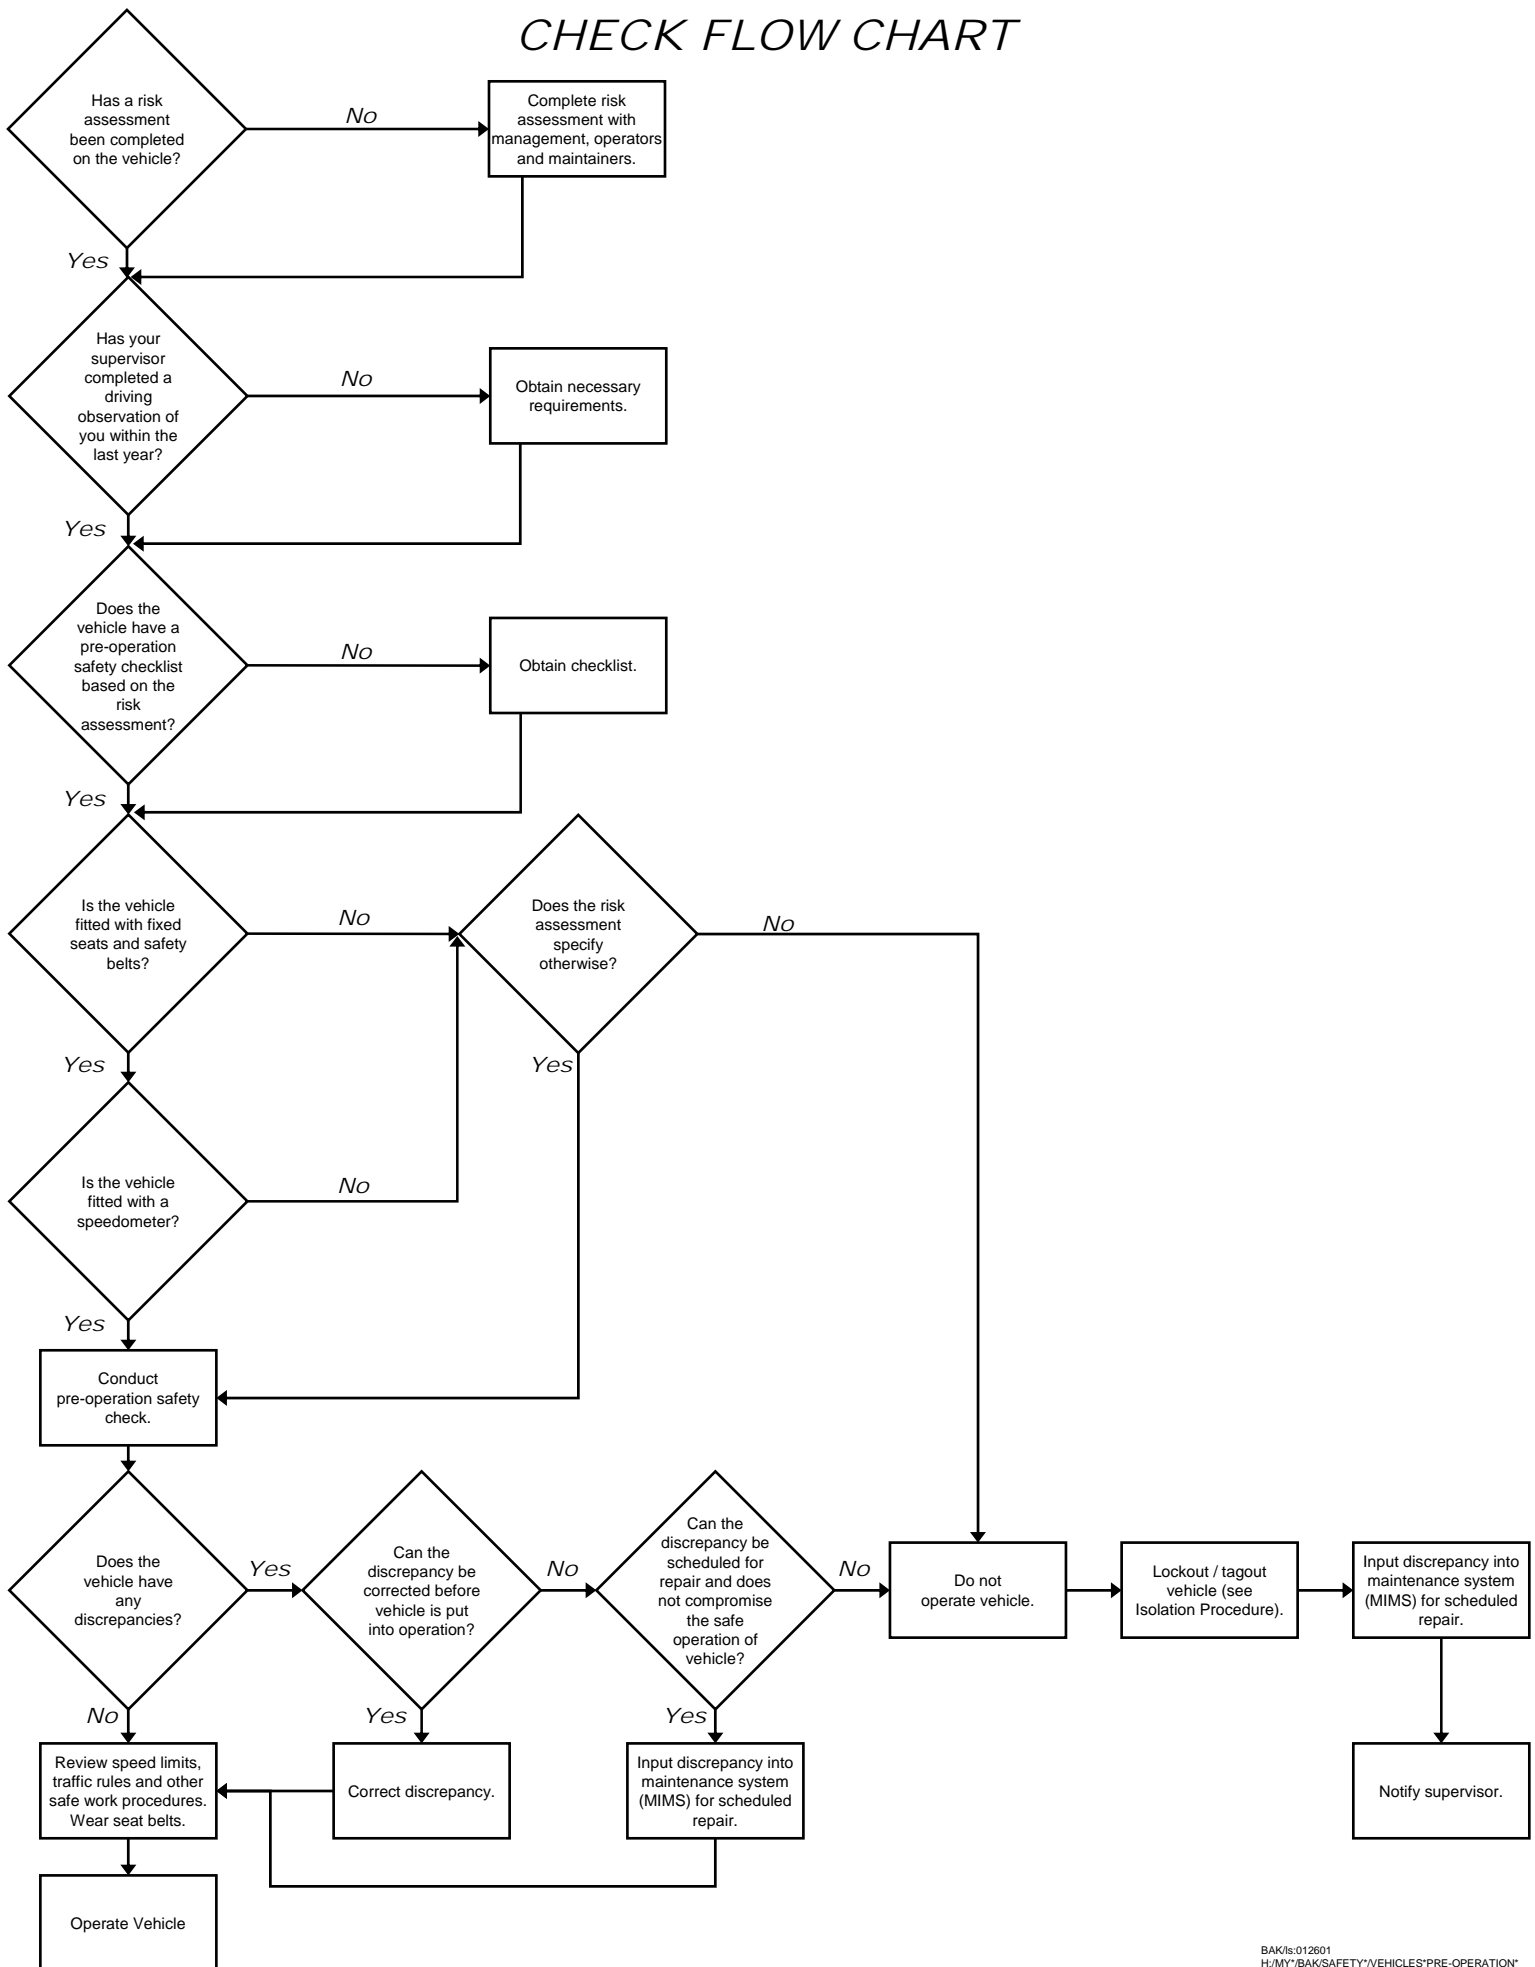 CHECK FLOW CHART
Has a risk
assessment
been completed
on the vehicle?
No
Complete risk
assessment with
management, operators
and maintainers.
Yes
Has your
supervisor
completed a
driving
observation of
you within the
last year?
No
Obtain necessary
requirements.
Yes
Does the
vehicle have a
pre-operation
safety checklist
based on the
risk
assessment?
No
Obtain checklist.
Yes
Is the vehicle
fitted with fixed
seats and safety
belts?
No
Does the risk
assessment
specify
otherwise?
No
Yes
Yes
Is the vehicle
fitted with a
speedometer?
No
Yes
Conduct
pre-operation safety
check.
Does the
vehicle have
any
discrepancies?
Yes
Can the
discrepancy be
corrected before
vehicle is put
into operation?
No
Can the
discrepancy be
scheduled for
repair and does
not compromise
the safe
operation of
vehicle?
No
Do not
operate vehicle.
Lockout / tagout
vehicle (see
Isolation Procedure).
Input discrepancy into
maintenance system
(MIMS) for scheduled
repair.
No
Yes
Yes
Review speed limits,
traffic rules and other
safe work procedures.
Wear seat belts.
Correct discrepancy.
Input discrepancy into
maintenance system
(MIMS) for scheduled
repair.
Notify supervisor.
Operate Vehicle
BAK/ls:012601
H:/MY*/BAK/SAFETY*/VEHICLES*PRE-OPERATION*